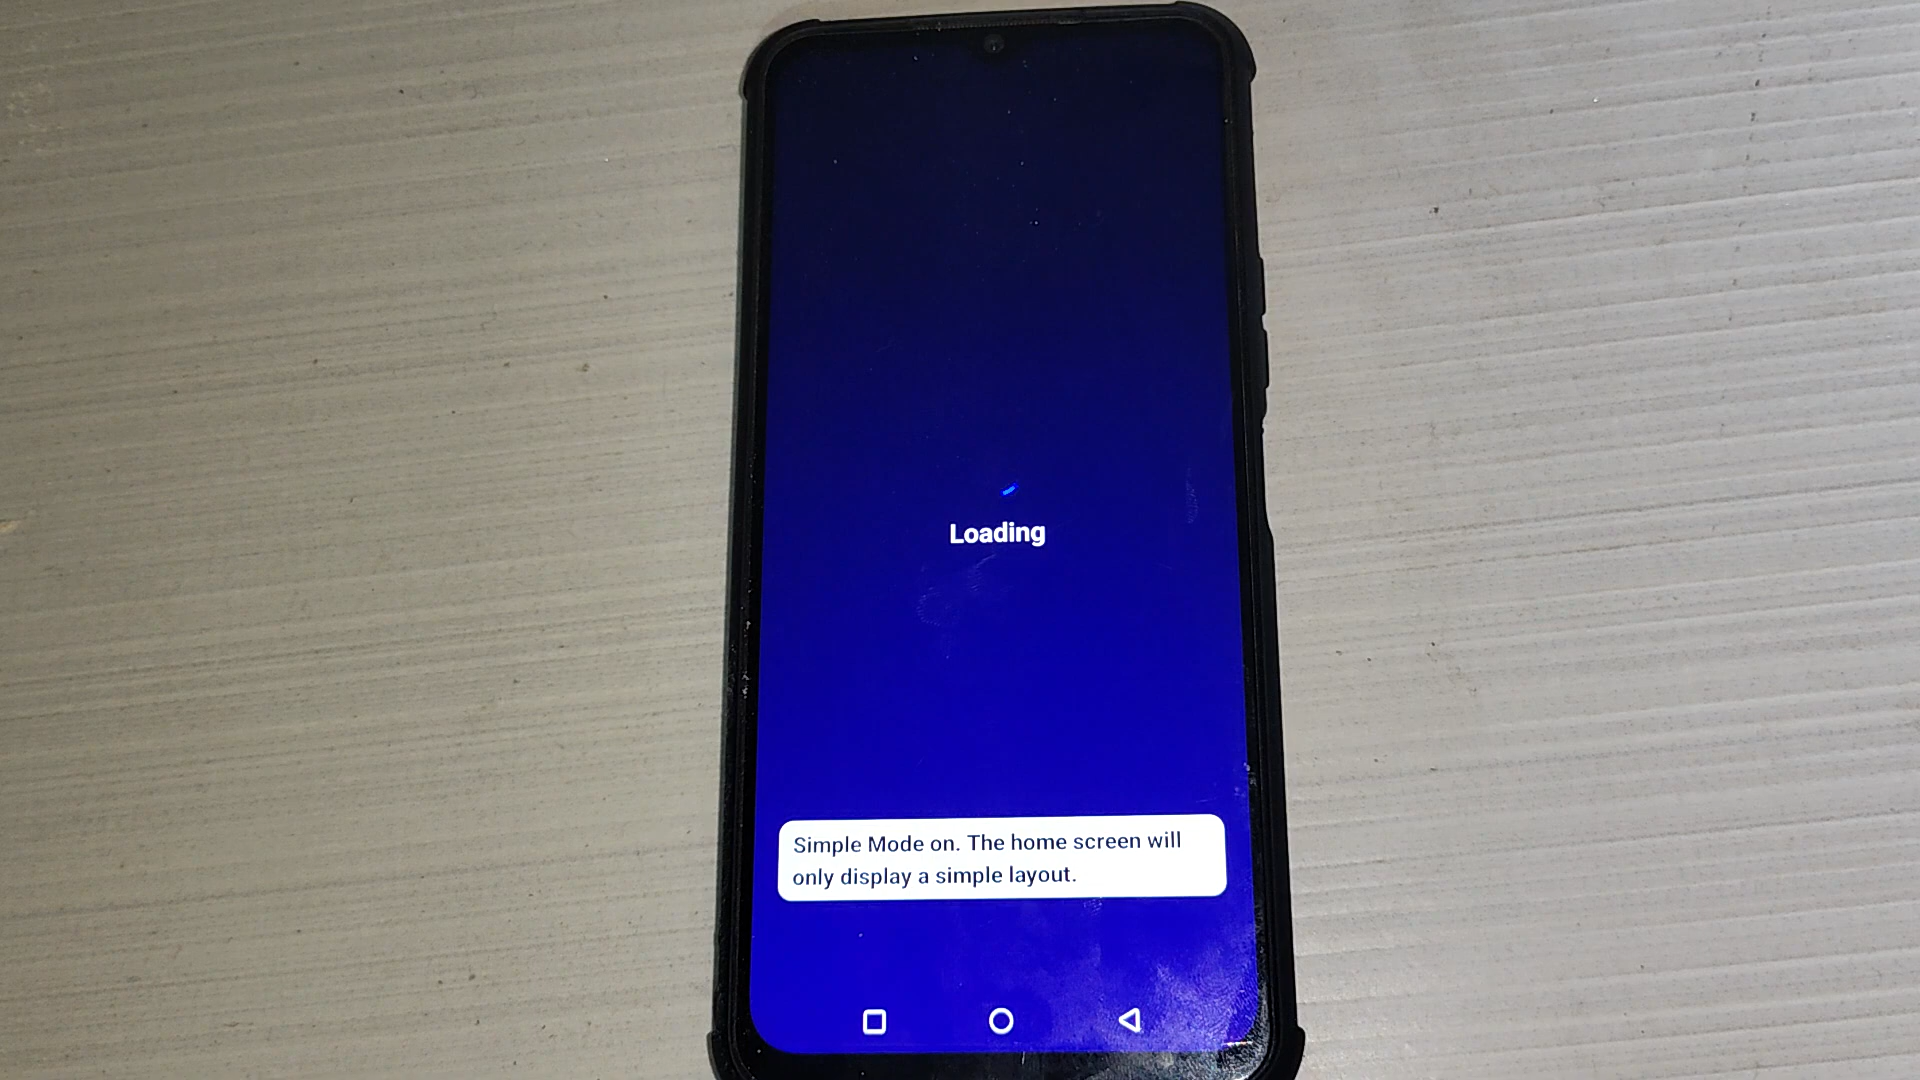 Loading
Simple Mode on. The home screen will
only display a simple layout.